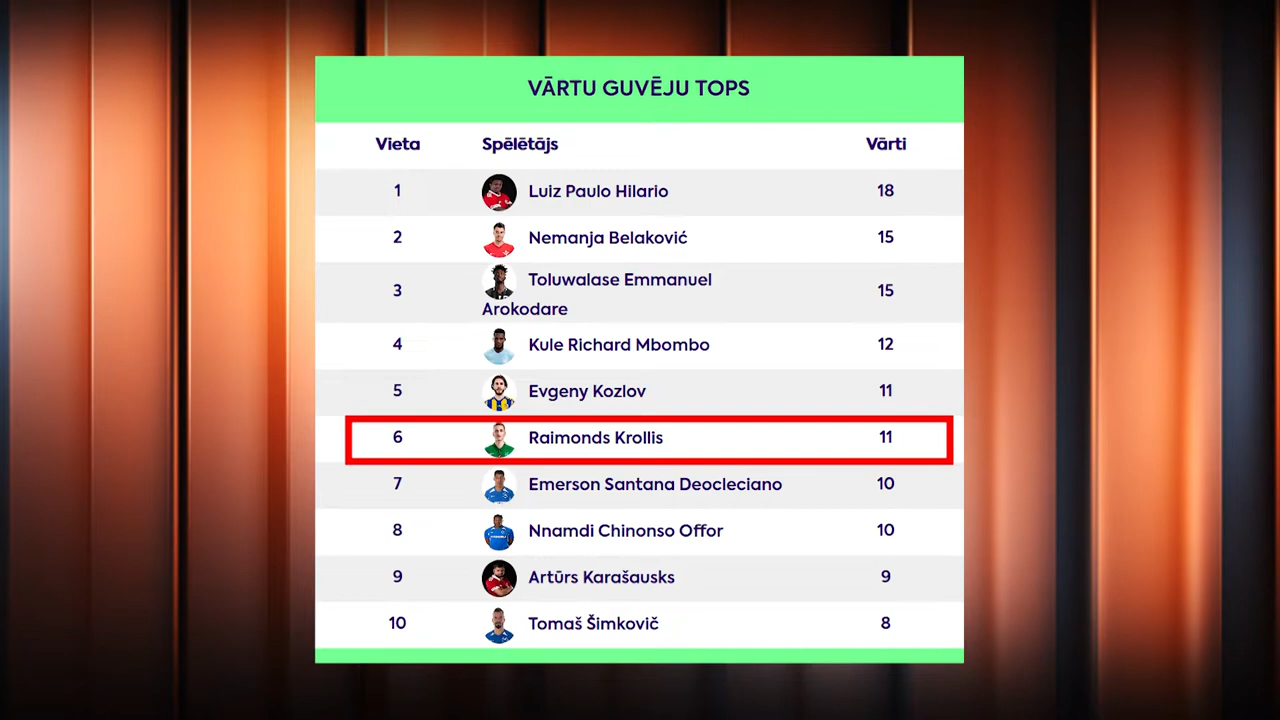 VĀRTU GUVĒJU TOPS
Vieta Spēlētājs Vārti
1 Luiz Paulo Hilario 18
2 Nemanja Belaković 15
3 Toluwalase Emmanuel 15
Arokodare
4 Kule Richard Mbombo 12
5 Evgeny Kozlov 11
6 Raimonds Krollis 11
7 Emerson Santana Deocleciano 10
8 Nnamdi Chinonso Offor 10
9 Artūrs Karašausks 9
10 Tomaš Šimkovič 8